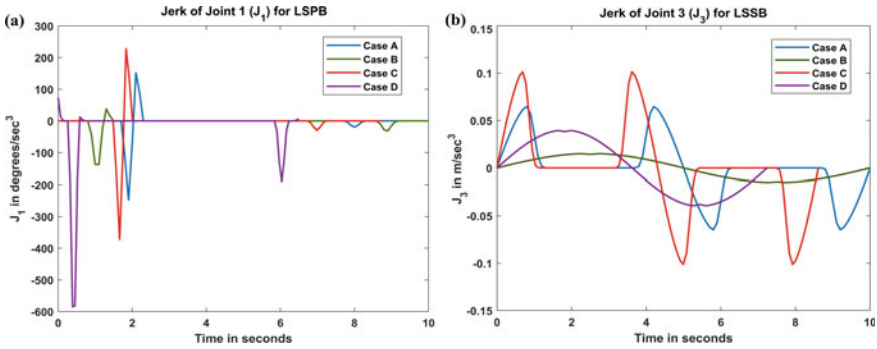 (a)
Jerk of Joint 1 (J1) for LSPB
300
200
100
0
-100
-200
-300
-400
-500
-600
J1 in degrees/sec3
0 2 4 6 8 10
Time in seconds
Case A
Case B
Case C
Case D
(b)
Jerk of Joint 3 (J3) for LSSB
0.15
0.1
0.05
0
-0.05
-0.1
-0.15
J3 in m/sec3
0 2 4 6 8 10
Time in seconds
Case A
Case B
Case C
Case D